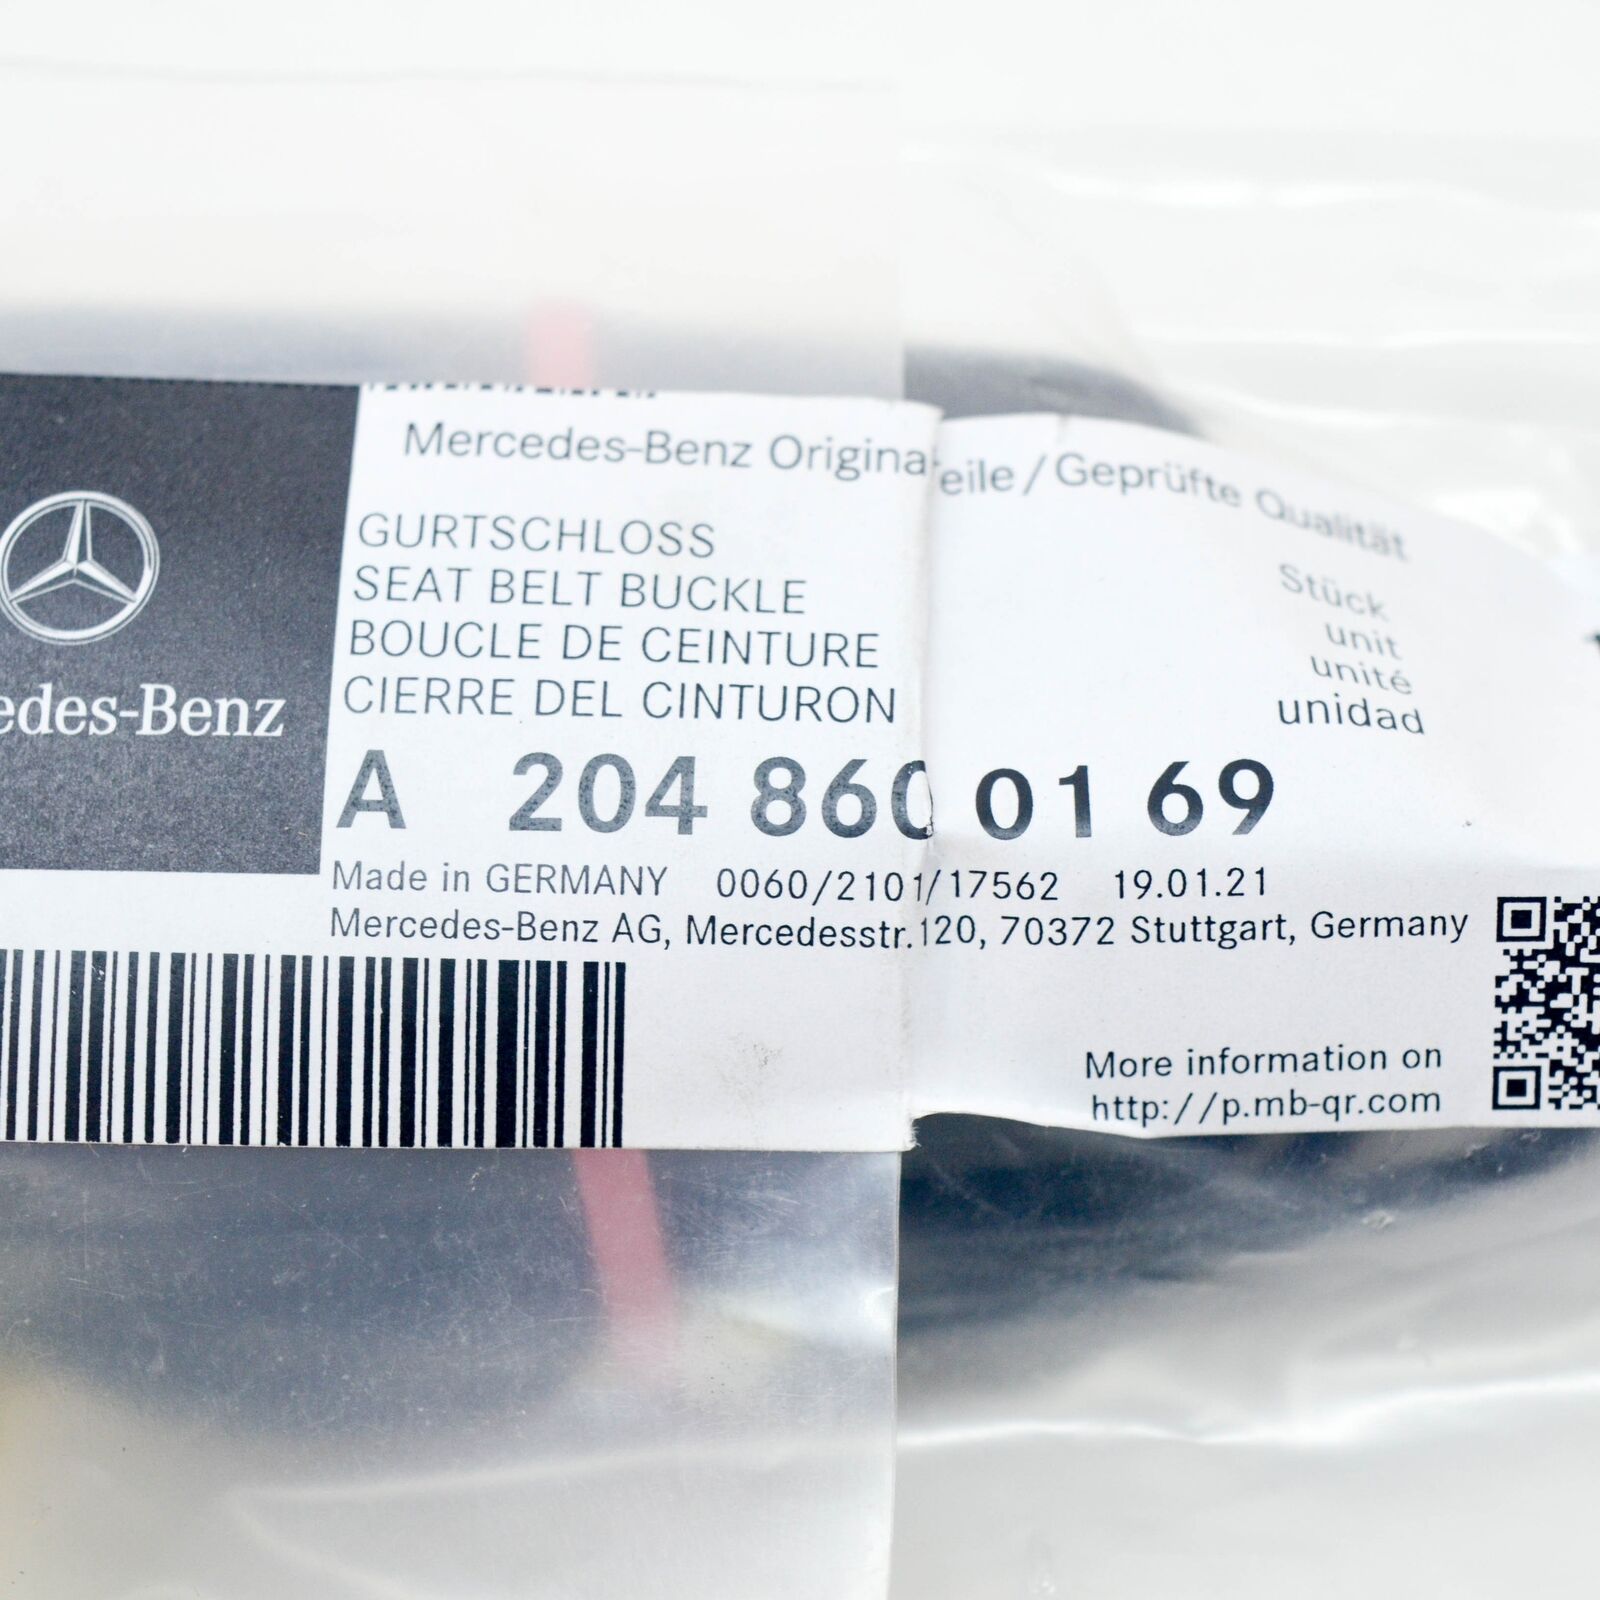 Mercedes-Benz Original-Teile / Geprüfte Qualität
GURTSCHLOSS
SEAT BELT BUCKLE
BOUCLE DE CEINTURE
CIERRE DEL CINTURON
Stück
unit
unité
unidad
edes-Benz
A 204 860 01 69
Made in GERMANY 0060/2101/17562 19.01.21
Mercedes-Benz AG, Mercedesstr.120, 70372 Stuttgart, Germany
More information on
http://p.mb-qr.com